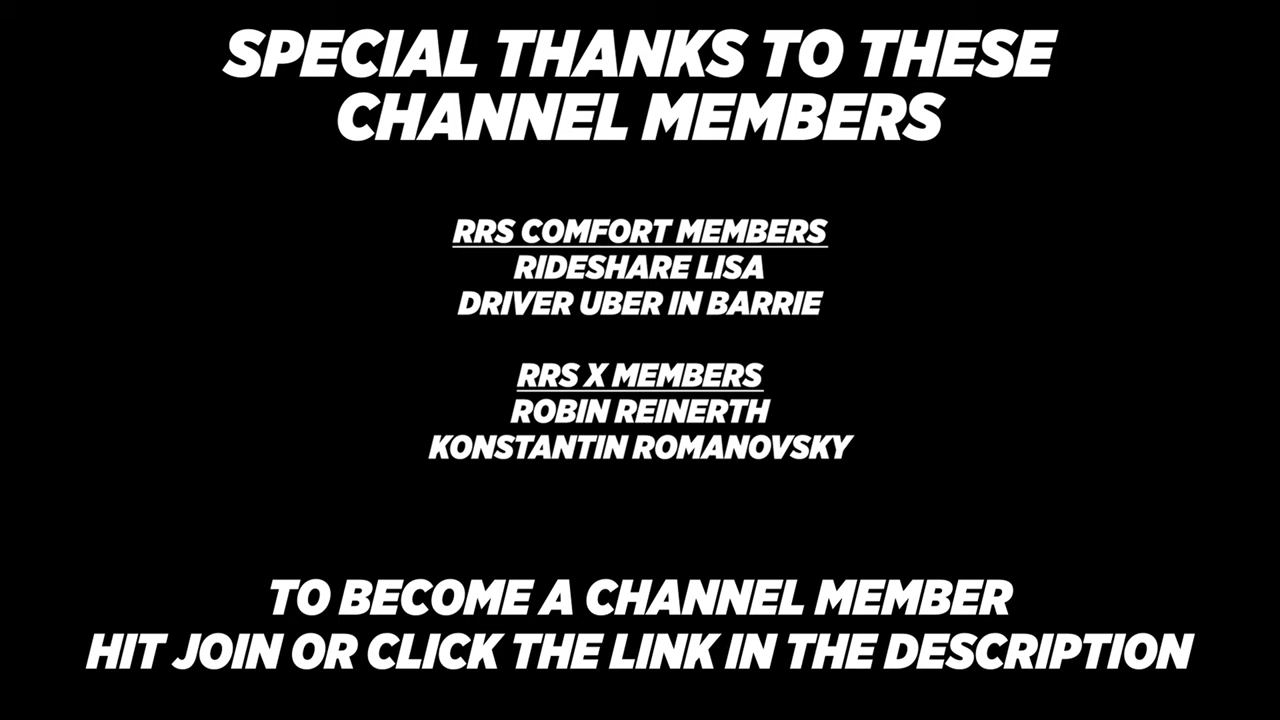 SPECIAL THANKS TO THESE
CHANNEL MEMBERS
RRS COMFORT MEMBERS
RIDESHARE LISA
DRIVER UBER IN BARRIE
RRS X MEMBERS
ROBIN REINERTH
KONSTANTIN ROMANOVSKY
TO BECOME A CHANNEL MEMBER
HIT JOIN OR CLICK THE LINK IN THE DESCRIPTION